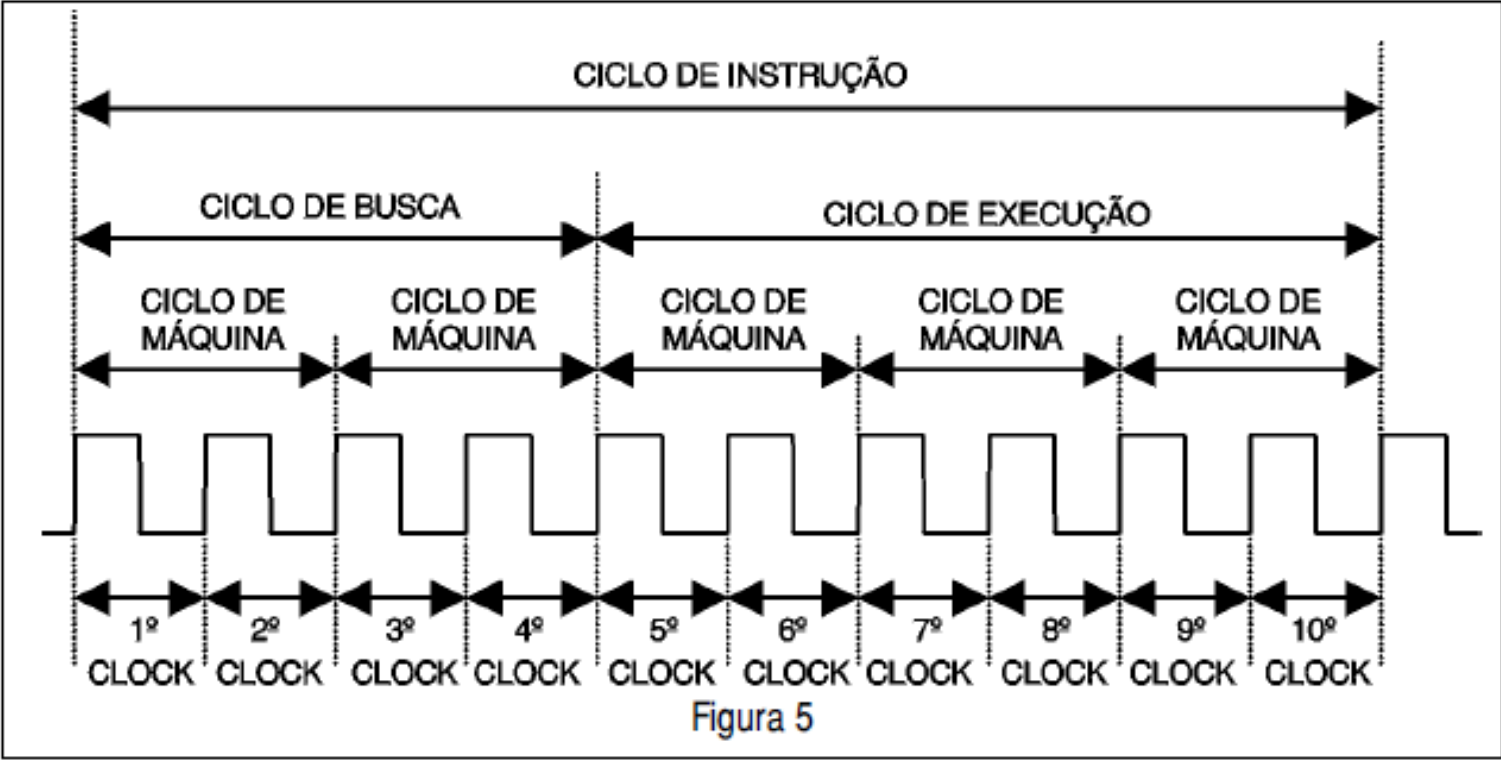 CICLO DE INSTRUÇÃO
CICLO DE BUSCA
CICLO DE EXECUÇÃO
CICLO DE
MÁQUINA
CICLO DE
MÁQUINA
CICLO DE
MÁQUINA
CICLO DE
MÁQUINA
CICLO DE
MÁQUINA
1º 2º 3º 4º 5º 6º 7º 8º 9º 10º
CLOCK CLOCK CLOCK CLOCK CLOCK CLOCK CLOCK CLOCK CLOCK CLOCK
Figura 5